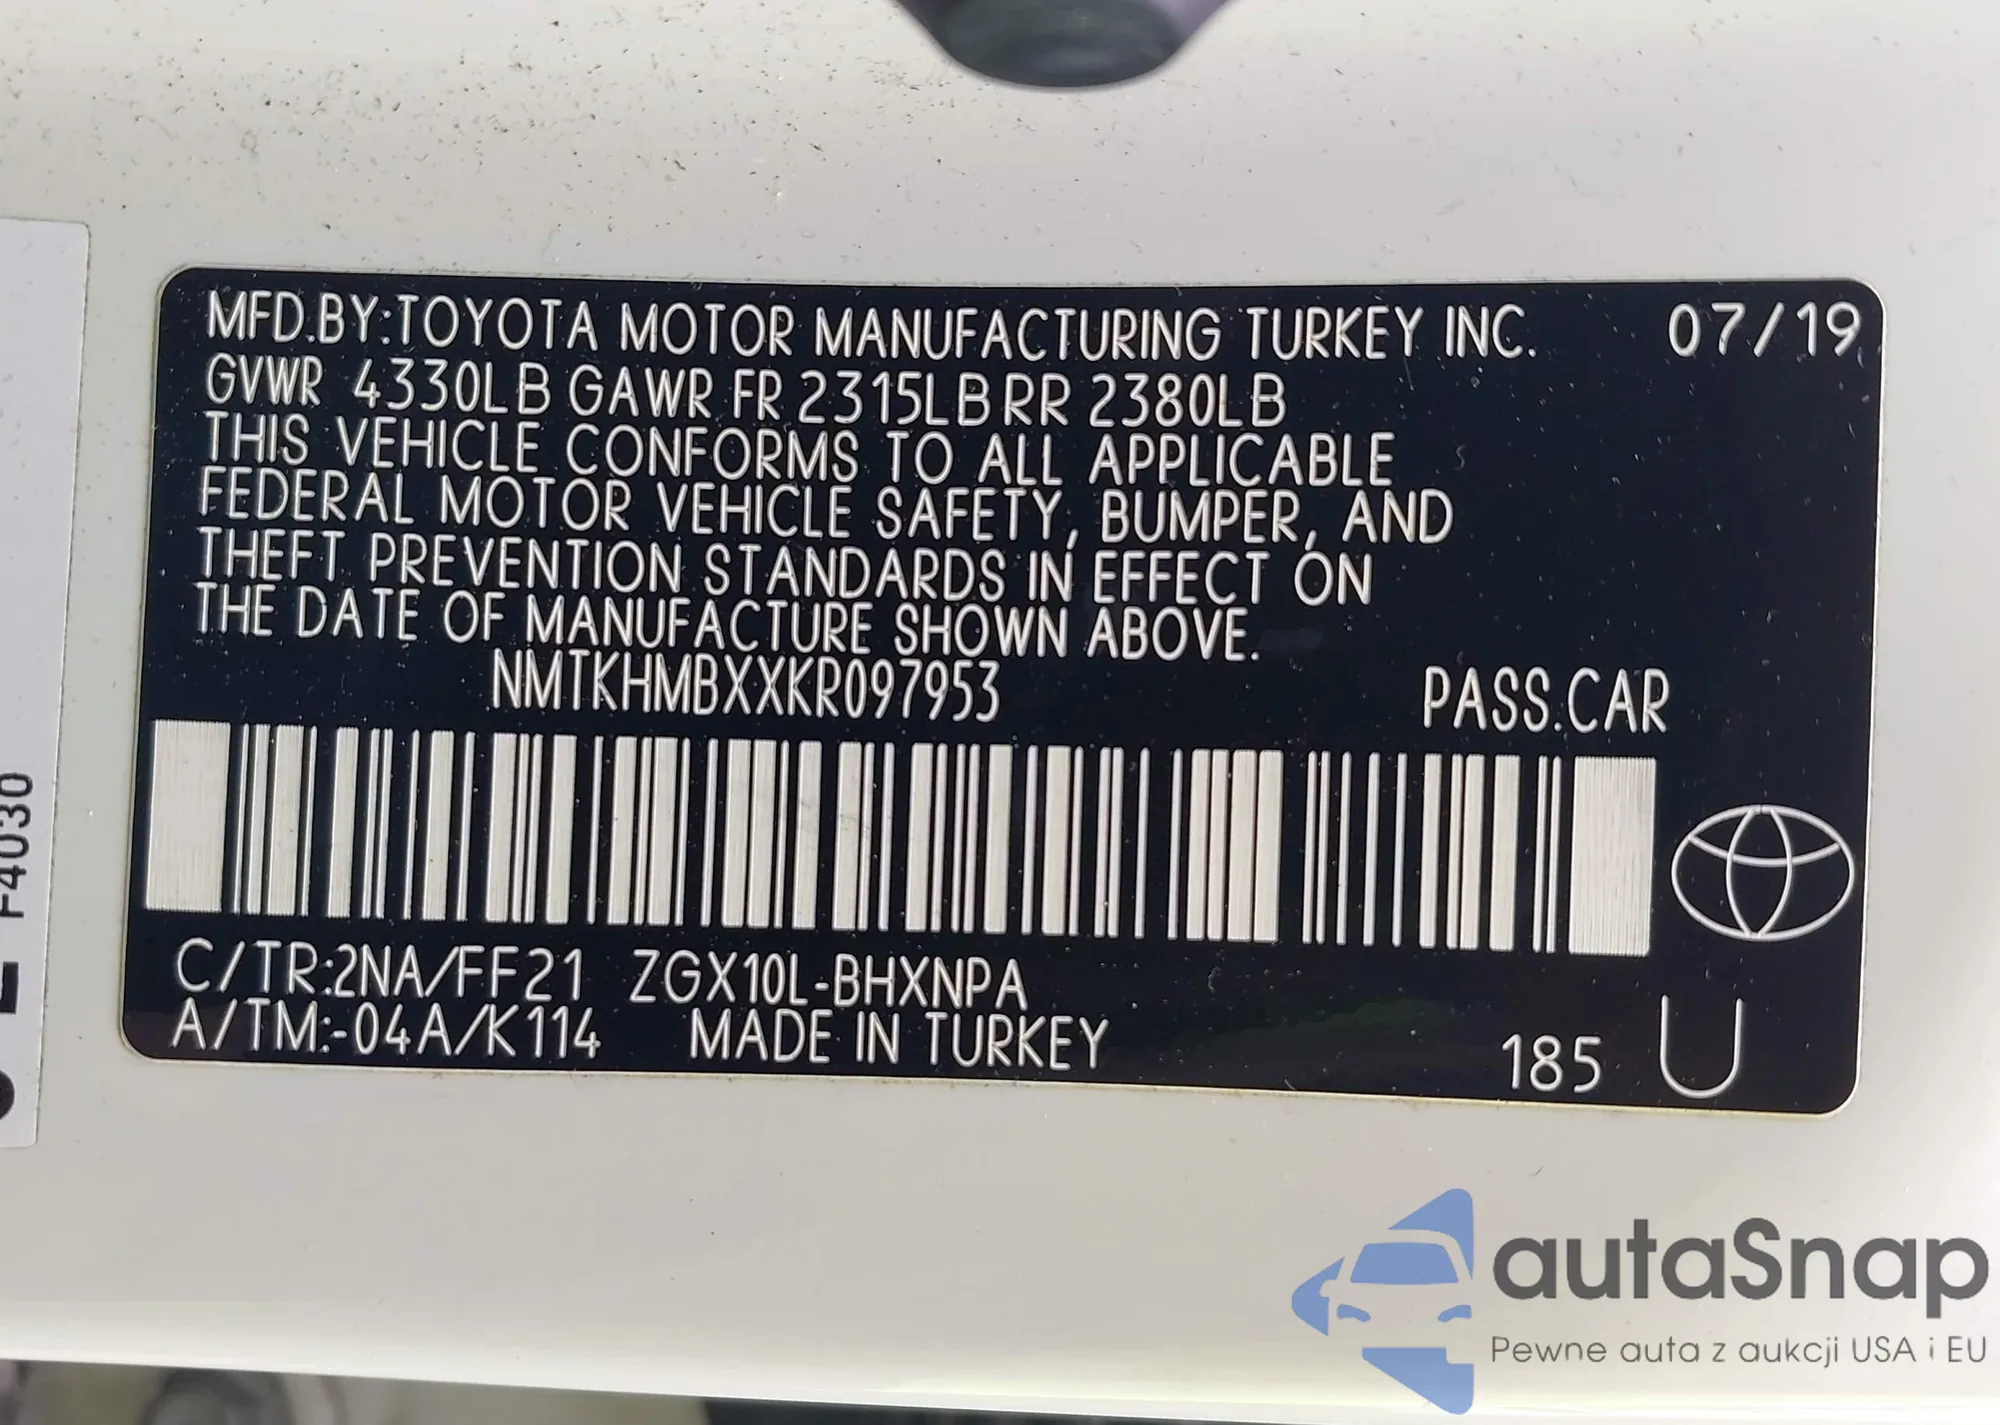 MFD.BY:TOYOTA MOTOR MANUFACTURING TURKEY INC. 07/19
GVWR 4330LB GAWR FR 2315LB RR 2380LB
THIS VEHICLE CONFORMS TO ALL APPLICABLE
FEDERAL MOTOR VEHICLE SAFETY, BUMPER, AND
THEFT PREVENTION STANDARDS IN EFFECT ON
THE DATE OF MANUFACTURE SHOWN ABOVE.
NMTKHMBXXKR097953 PASS.CAR
C/TR:2NA/FF21 ZGX10L-BHXNPA
A/TM:-04A/K114 MADE IN TURKEY 185 U
F4030
autaSnap
Pewne auta z aukcji USA i EU